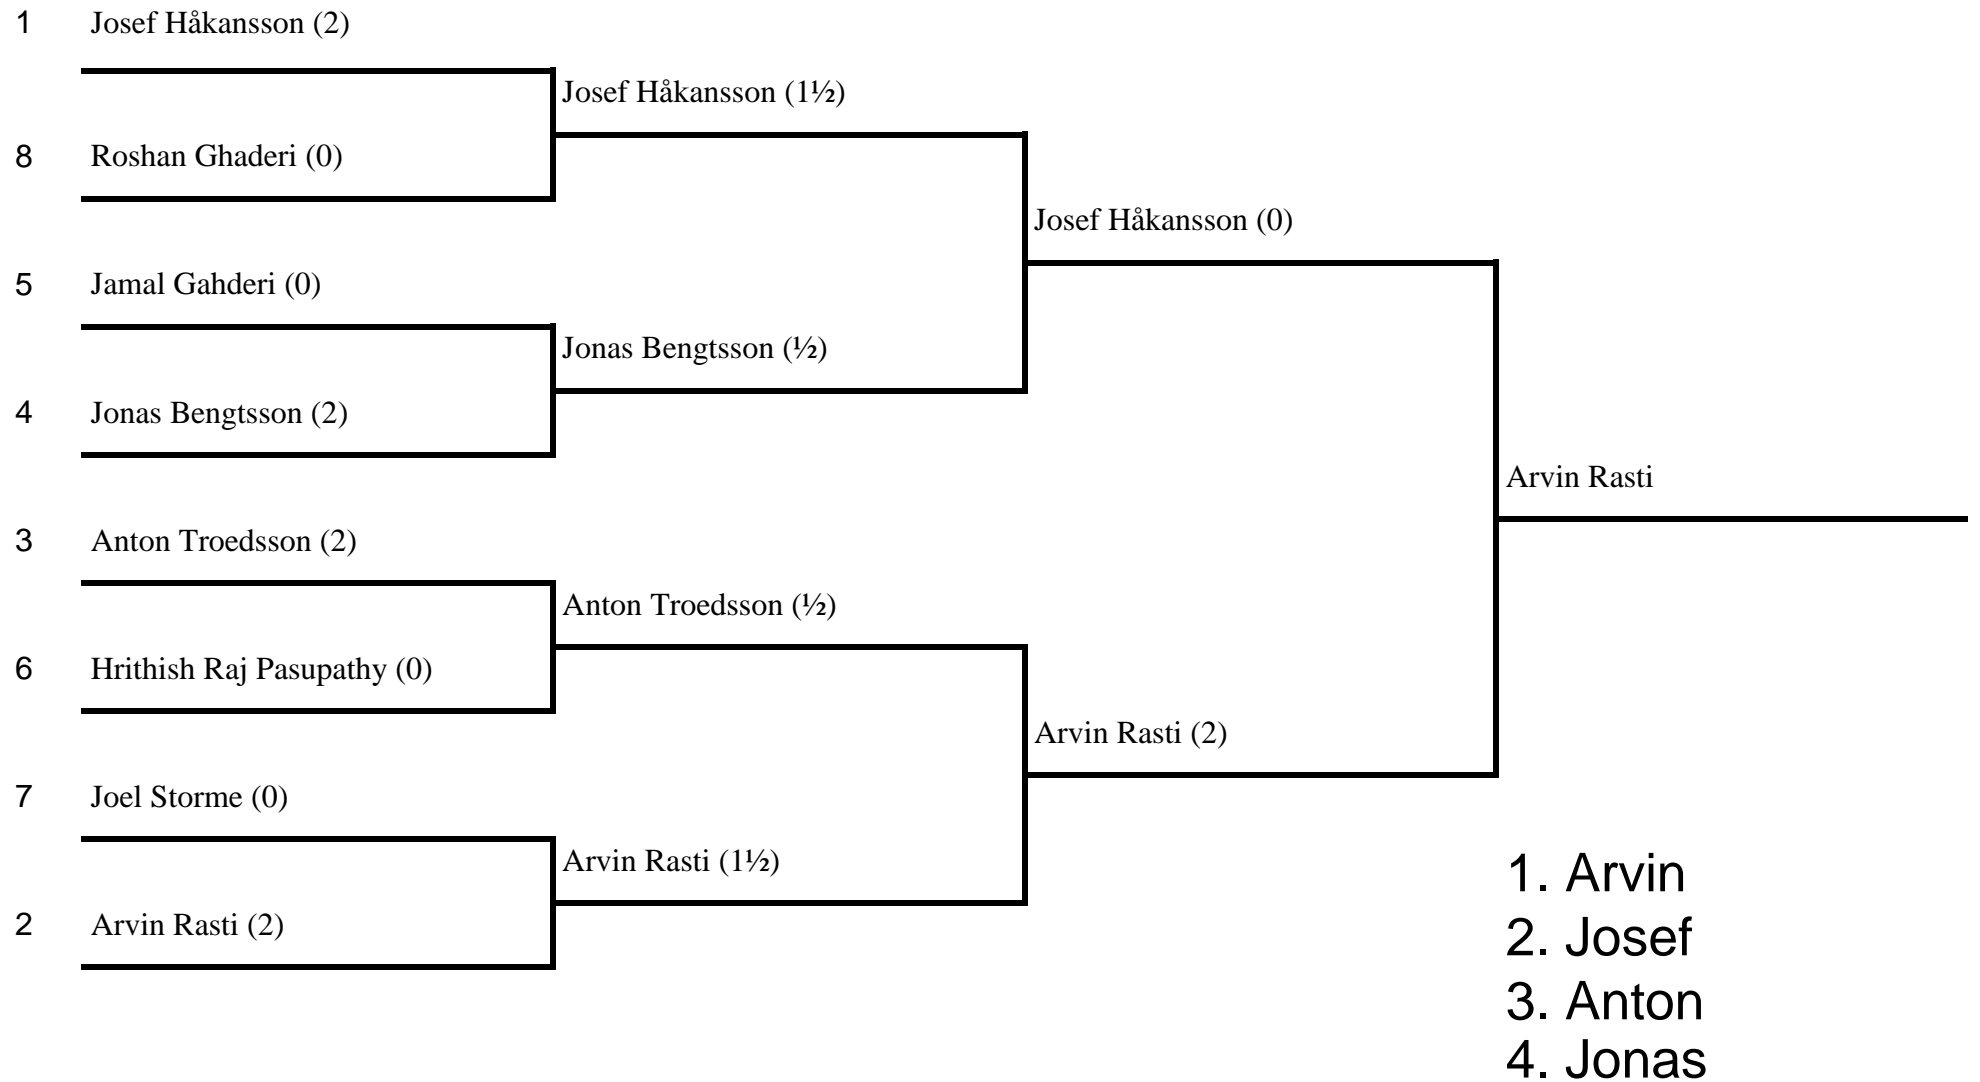 1 Josef Håkansson (2)
Josef Håkansson (1½)
8 Roshan Ghaderi (0)
Josef Håkansson (0)
5 Jamal Gahderi (0)
Jonas Bengtsson (½)
4 Jonas Bengtsson (2)
Arvin Rasti
3 Anton Troedsson (2)
Anton Troedsson (½)
6 Hrithish Raj Pasupathy (0)
Arvin Rasti (2)
7 Joel Storme (0)
Arvin Rasti (1½)
2 Arvin Rasti (2)
1. Arvin
2. Josef
3. Anton
4. Jonas